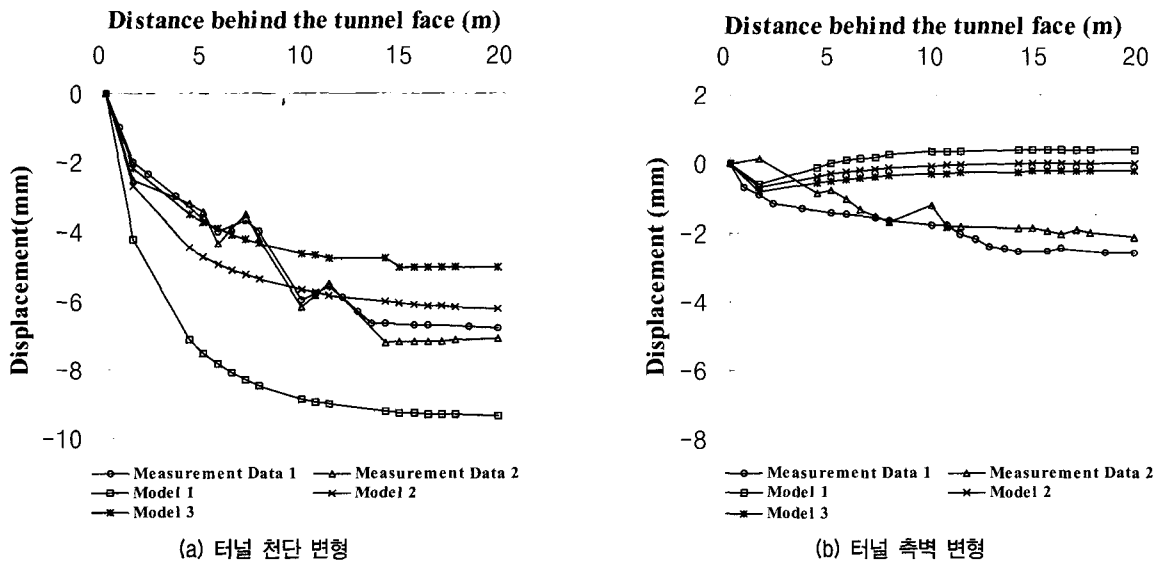 Distance behind the tunnel face (m)
0 5 10 15 20
0
-2
-4
-6
-8
-10
Displacement(mm)
Measurement Data 1 Measurement Data 2
Model 1 Model 2
Model 3
(a) 터널 천단 변형
Distance behind the tunnel face (m)
0 5 10 15 20
2
0
-2
-4
-6
-8
Displacement (mm)
Measurement Data 1 Measurement Data 2
Model 1 Model 2
Model 3
(b) 터널 측벽 변형